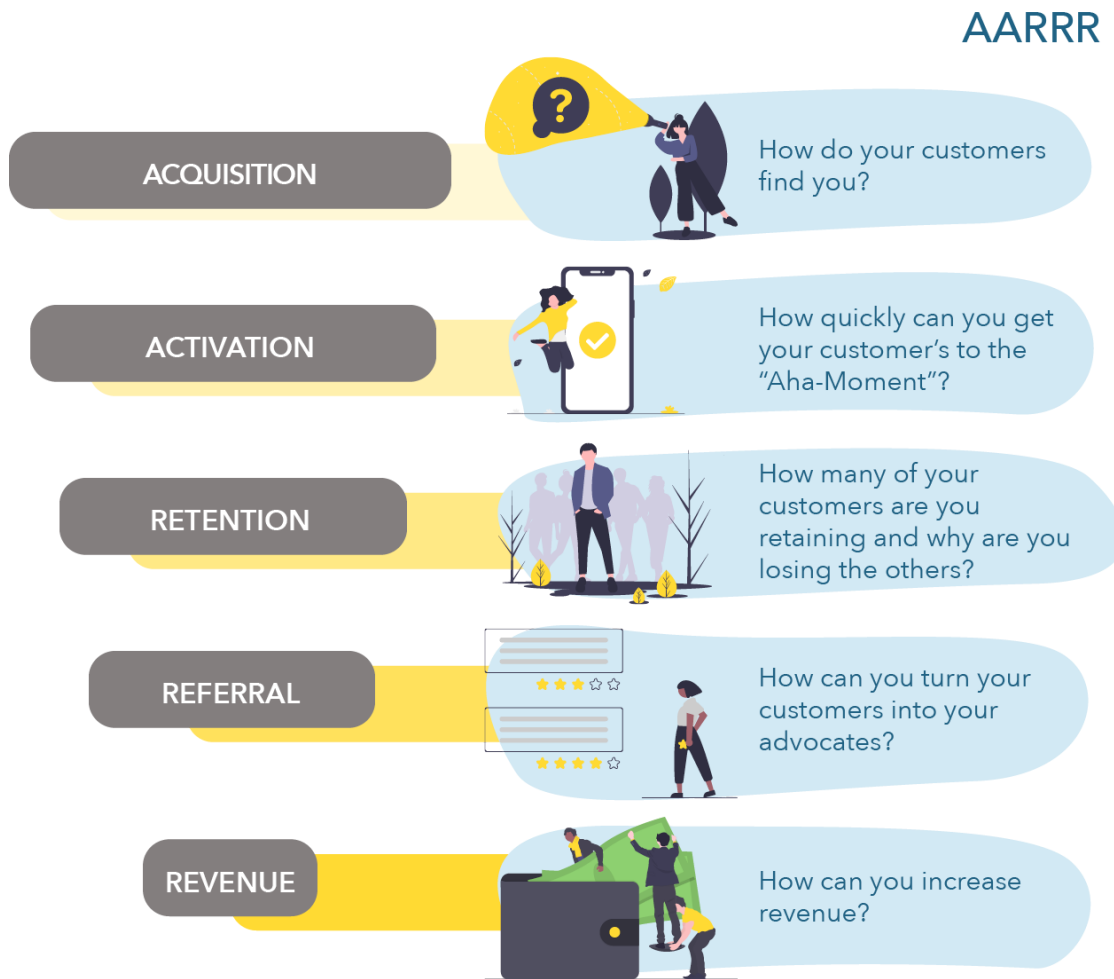 AARRR
ACQUISITION
?
How do your customers
find you?
ACTIVATION
How quickly can you get
your customer's to the
“Aha-Moment”?
RETENTION
How many of your
customers are you
retaining and why are you
losing the others?
REFERRAL
How can you turn your
customers into your
advocates?
REVENUE
How can you increase
revenue?